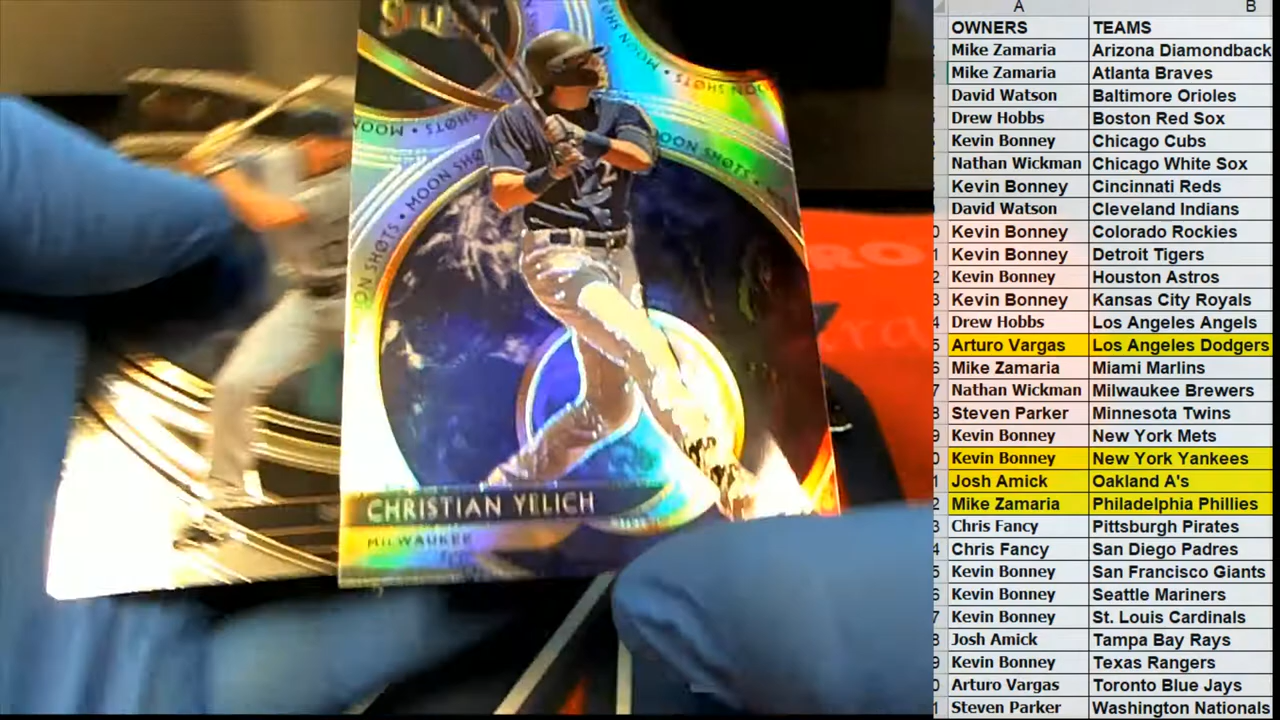 SELECT
MOON SHOTS
MOON SHOTS
MOON SHOTS
CHRISTIAN YELICH
MILWAUKEE
2
A B
OWNERS TEAMS
Mike Zamaria Arizona Diamondback
Mike Zamaria Atlanta Braves
David Watson Baltimore Orioles
Drew Hobbs Boston Red Sox
Kevin Bonney Chicago Cubs
Nathan Wickman Chicago White Sox
Kevin Bonney Cincinnati Reds
David Watson Cleveland Indians
Kevin Bonney Colorado Rockies
Kevin Bonney Detroit Tigers
Kevin Bonney Houston Astros
Kevin Bonney Kansas City Royals
Drew Hobbs Los Angeles Angels
Arturo Vargas Los Angeles Dodgers
Mike Zamaria Miami Marlins
Nathan Wickman Milwaukee Brewers
Steven Parker Minnesota Twins
Kevin Bonney New York Mets
Kevin Bonney New York Yankees
Josh Amick Oakland A's
Mike Zamaria Philadelphia Phillies
Chris Fancy Pittsburgh Pirates
Chris Fancy San Diego Padres
Kevin Bonney San Francisco Giants
Kevin Bonney Seattle Mariners
Kevin Bonney St. Louis Cardinals
Josh Amick Tampa Bay Rays
Kevin Bonney Texas Rangers
Arturo Vargas Toronto Blue Jays
Steven Parker Washington Nationals